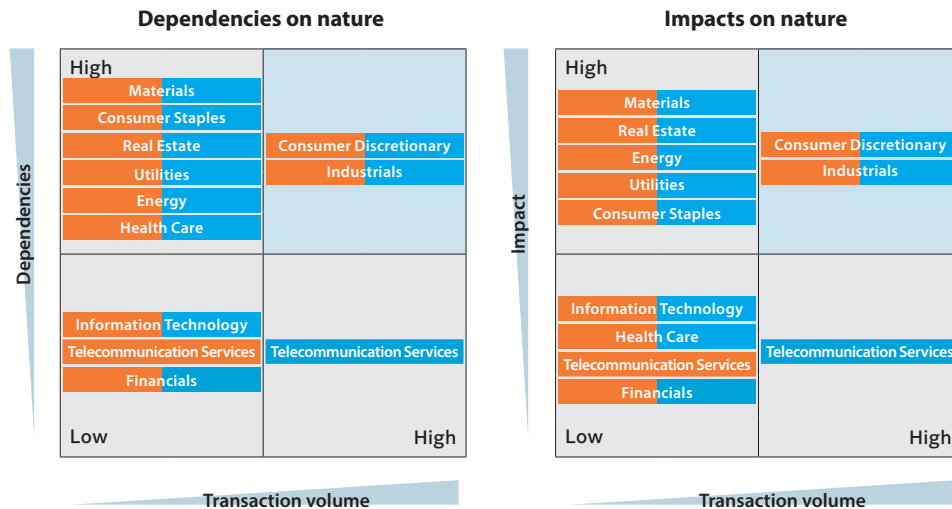 Dependencies on nature
Dependencies
High
Materials
Consumer Staples
Real Estate
Utilities
Energy
Health Care
Consumer Discretionary
Industrials
Information Technology
Telecommunication Services
Financials
Telecommunication Services
Low
High
Transaction volume
Impacts on nature
Impact
High
Materials
Real Estate
Energy
Utilities
Consumer Staples
Consumer Discretionary
Industrials
Information Technology
Health Care
Telecommunication Services
Financials
Telecommunication Services
Low
High
Transaction volume